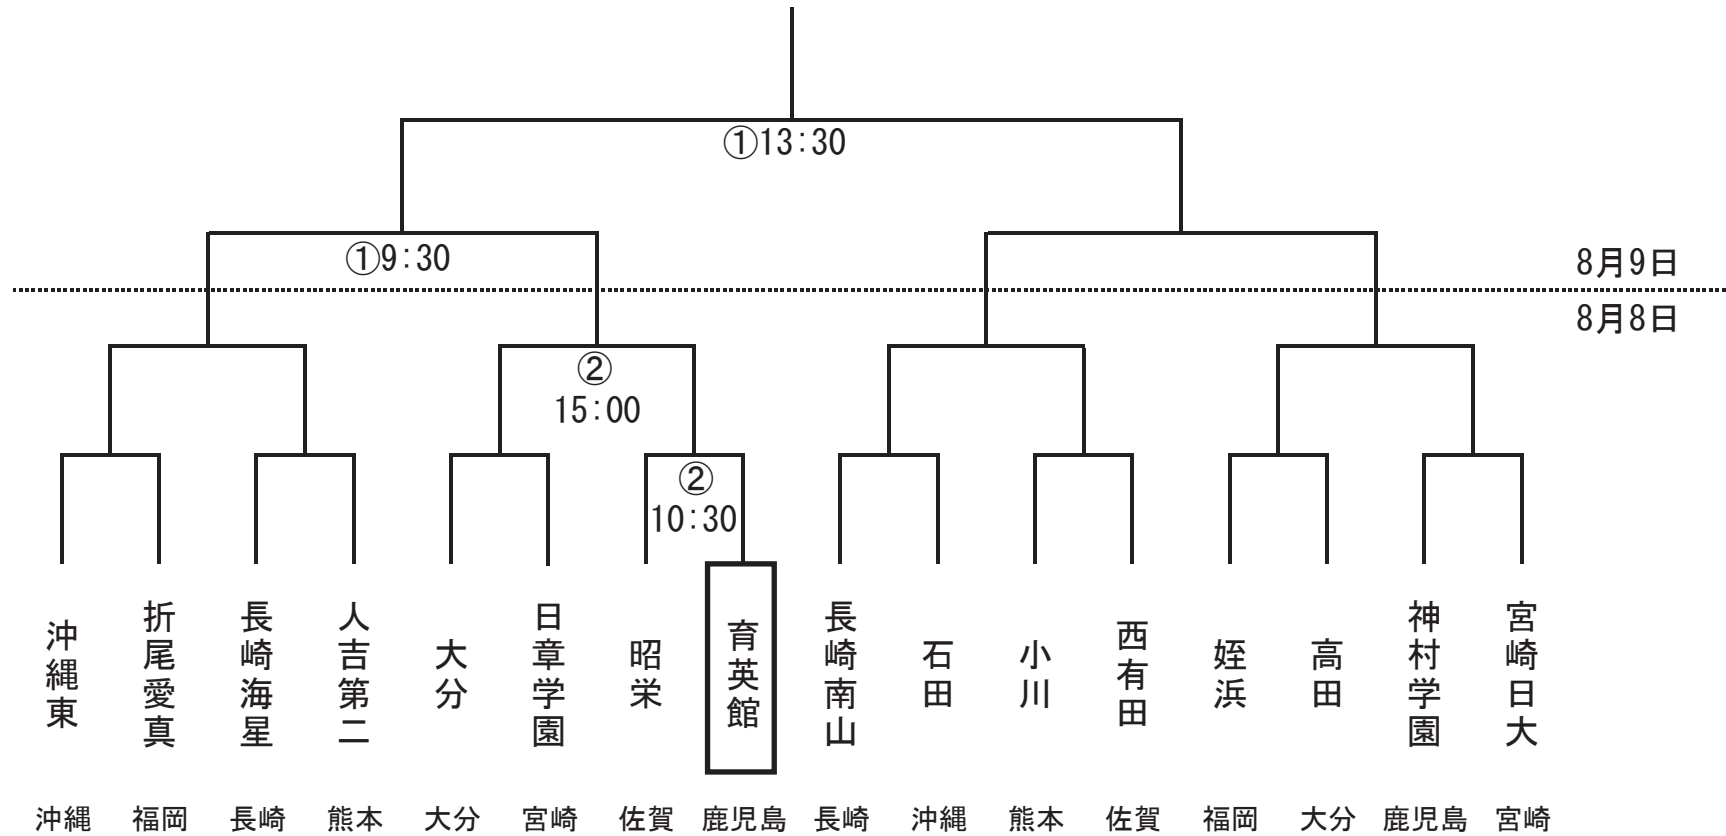 ①13:30
①9:30
8月9日
8月8日
②
15:00
②
10:30
沖縄東
折尾愛真
長崎海星
人吉第二
大分
日章学園
昭栄
育英館
長崎南山
石田
小川
西有田
姪浜
高田
神村学園
宮崎日大
沖縄 福岡 長崎 熊本 大分 宮崎 佐賀 鹿児島 長崎 沖縄 熊本 佐賀 福岡 大分 鹿児島 宮崎